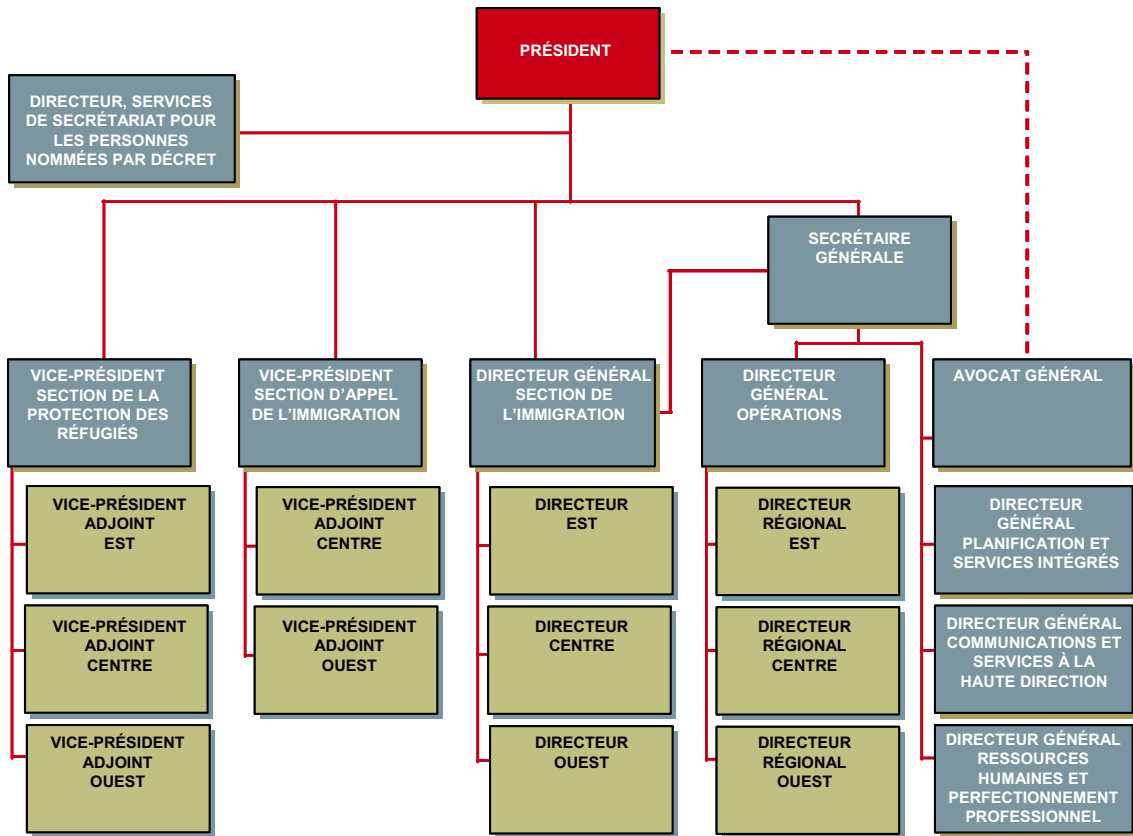 PRÉSIDENT
DIRECTEUR, SERVICES
DE SECRÉTARIAT POUR
LES PERSONNES
NOMMÉES PAR DÉCRET
SECRÉTAIRE
GÉNÉRALE
VICE-PRÉSIDENT
SECTION DE LA
PROTECTION DES
RÉFUGIÉS
VICE-PRÉSIDENT
SECTION D'APPEL
DE L'IMMIGRATION
DIRECTEUR GÉNÉRAL
SECTION DE
L'IMMIGRATION
DIRECTEUR
GÉNÉRAL
OPÉRATIONS
AVOCAT GÉNÉRAL
VICE-PRÉSIDENT
ADJOINT
EST
VICE-PRÉSIDENT
ADJOINT
CENTRE
DIRECTEUR
EST
DIRECTEUR
RÉGIONAL
EST
DIRECTEUR
GÉNÉRAL
PLANIFICATION ET
SERVICES INTÉGRÉS
VICE-PRÉSIDENT
ADJOINT
CENTRE
VICE-PRÉSIDENT
ADJOINT
OUEST
DIRECTEUR
CENTRE
DIRECTEUR
RÉGIONAL
CENTRE
DIRECTEUR GÉNÉRAL
COMMUNICATIONS ET
SERVICES À LA
HAUTE DIRECTION
VICE-PRÉSIDENT
ADJOINT
OUEST
DIRECTEUR
OUEST
DIRECTEUR
RÉGIONAL
OUEST
DIRECTEUR GÉNÉRAL
RESSOURCES
HUMAINES ET
PERFECTIONNEMENT
PROFESSIONNEL